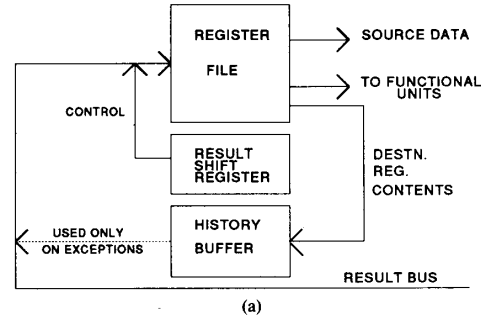 REGISTER
FILE
SOURCE DATA
TO FUNCTIONAL
UNITS
CONTROL
RESULT
SHIFT
REGISTER
DESTN.
REG.
CONTENTS
HISTORY
BUFFER
USED ONLY
ON EXCEPTIONS
RESULT BUS
(a)